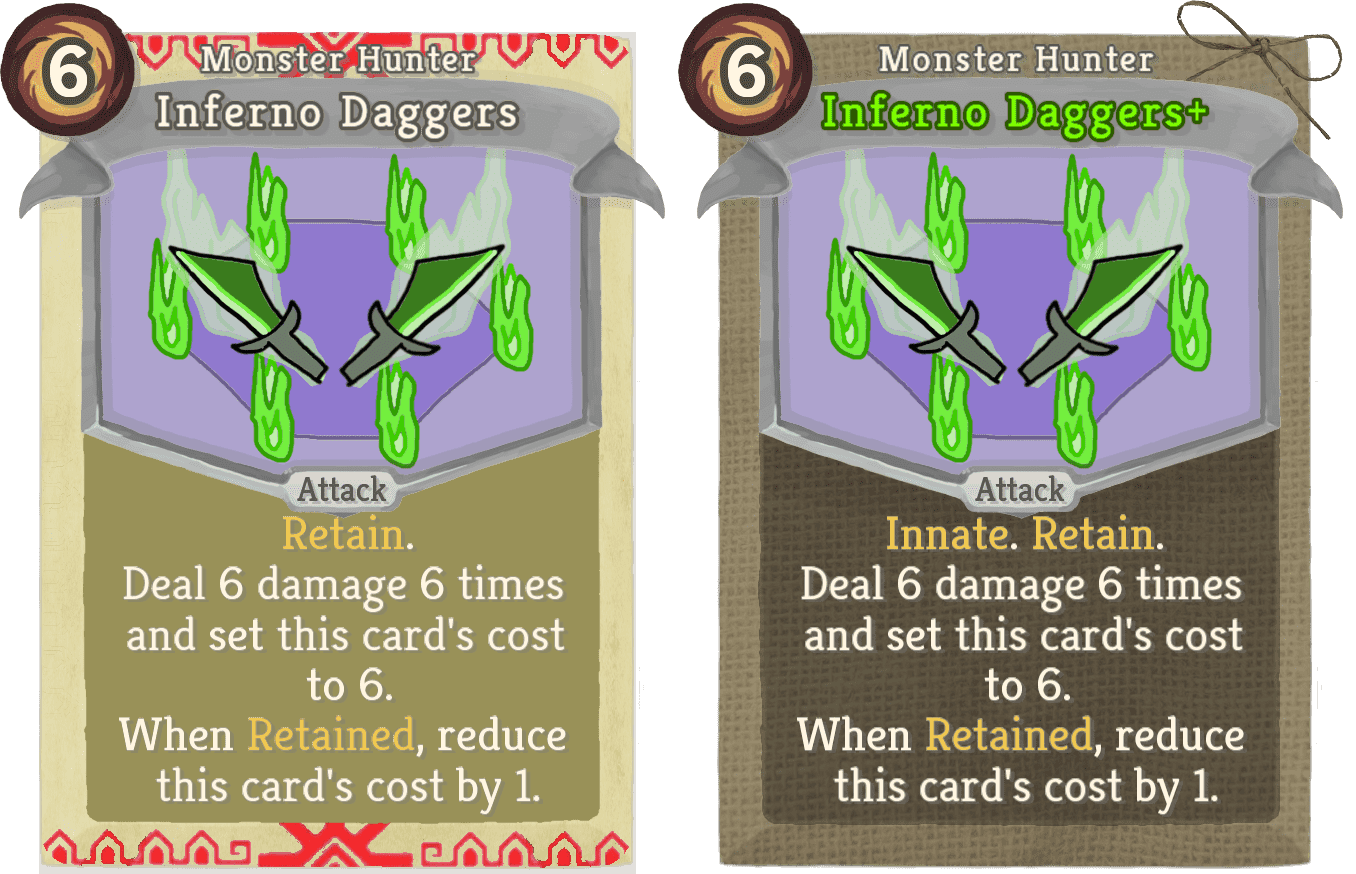 6
Monster Hunter
Inferno Daggers
Attack
Retain.
Deal 6 damage 6 times
and set this card's cost
to 6.
When Retained, reduce
this card's cost by 1.
6
Monster Hunter
Inferno Daggers+
Attack
Innate. Retain.
Deal 6 damage 6 times
and set this card's cost
to 6.
When Retained, reduce
this card's cost by 1.